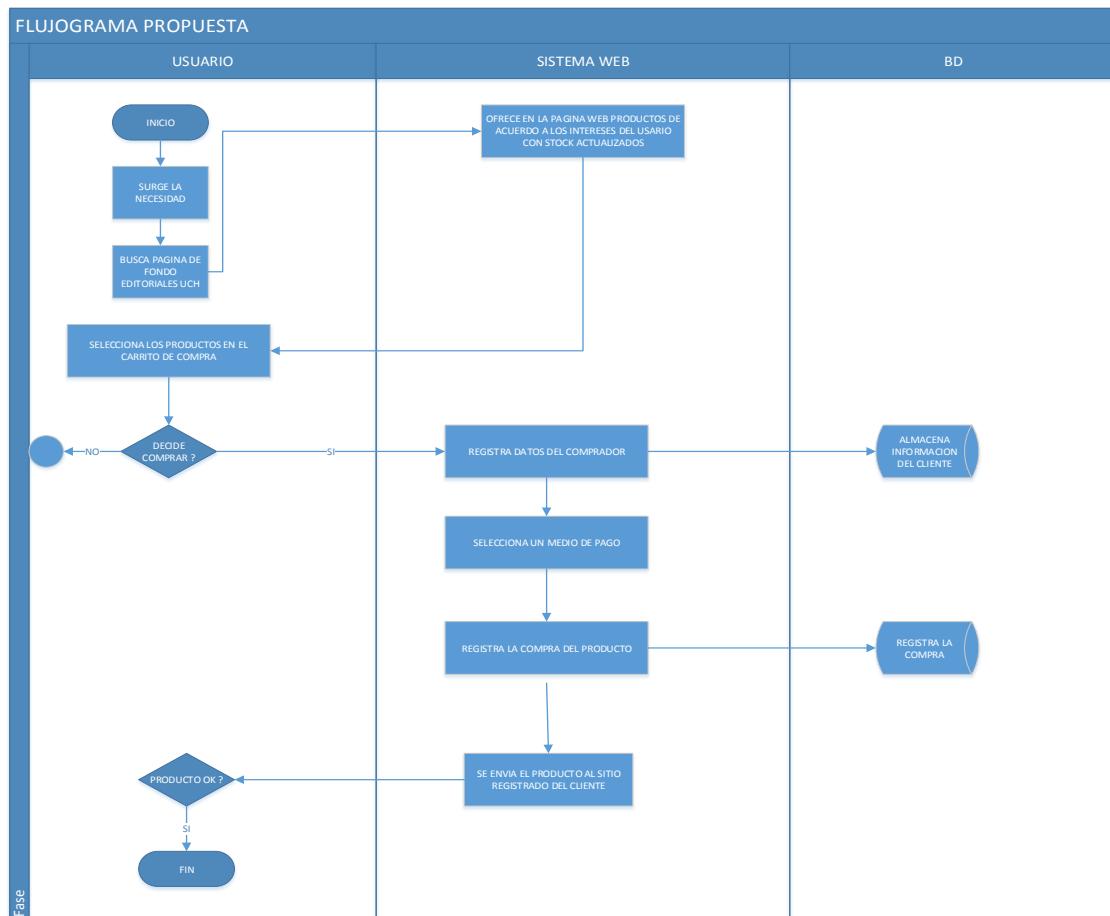 FLUJOGRAMA PROPUESTA
USUARIO
SISTEMA WEB
BD
INICIO
SURGE LA
NECESIDAD
BUSCA PAGINA DE
FONDO
EDITORIALES UCH
OFRECE EN LA PAGINA WEB PRODUCTOS DE
ACUERDO A LOS INTERESES DEL USARIO
CON STOCK ACTUALIZADOS
SELECCIONA LOS PRODUCTOS EN EL
CARRITO DE COMPRA
DECIDE
COMPRAR ?
NO
SI
REGISTRA DATOS DEL COMPRADOR
ALMACENA
INFORMACION
DEL CLIENTE
SELECCIONA UN MEDIO DE PAGO
REGISTRA LA COMPRA DEL PRODUCTO
REGISTRA LA
COMPRA
SE ENVIA EL PRODUCTO AL SITIO
REGISTRADO DEL CLIENTE
PRODUCTO OK ?
SI
FIN
Fase